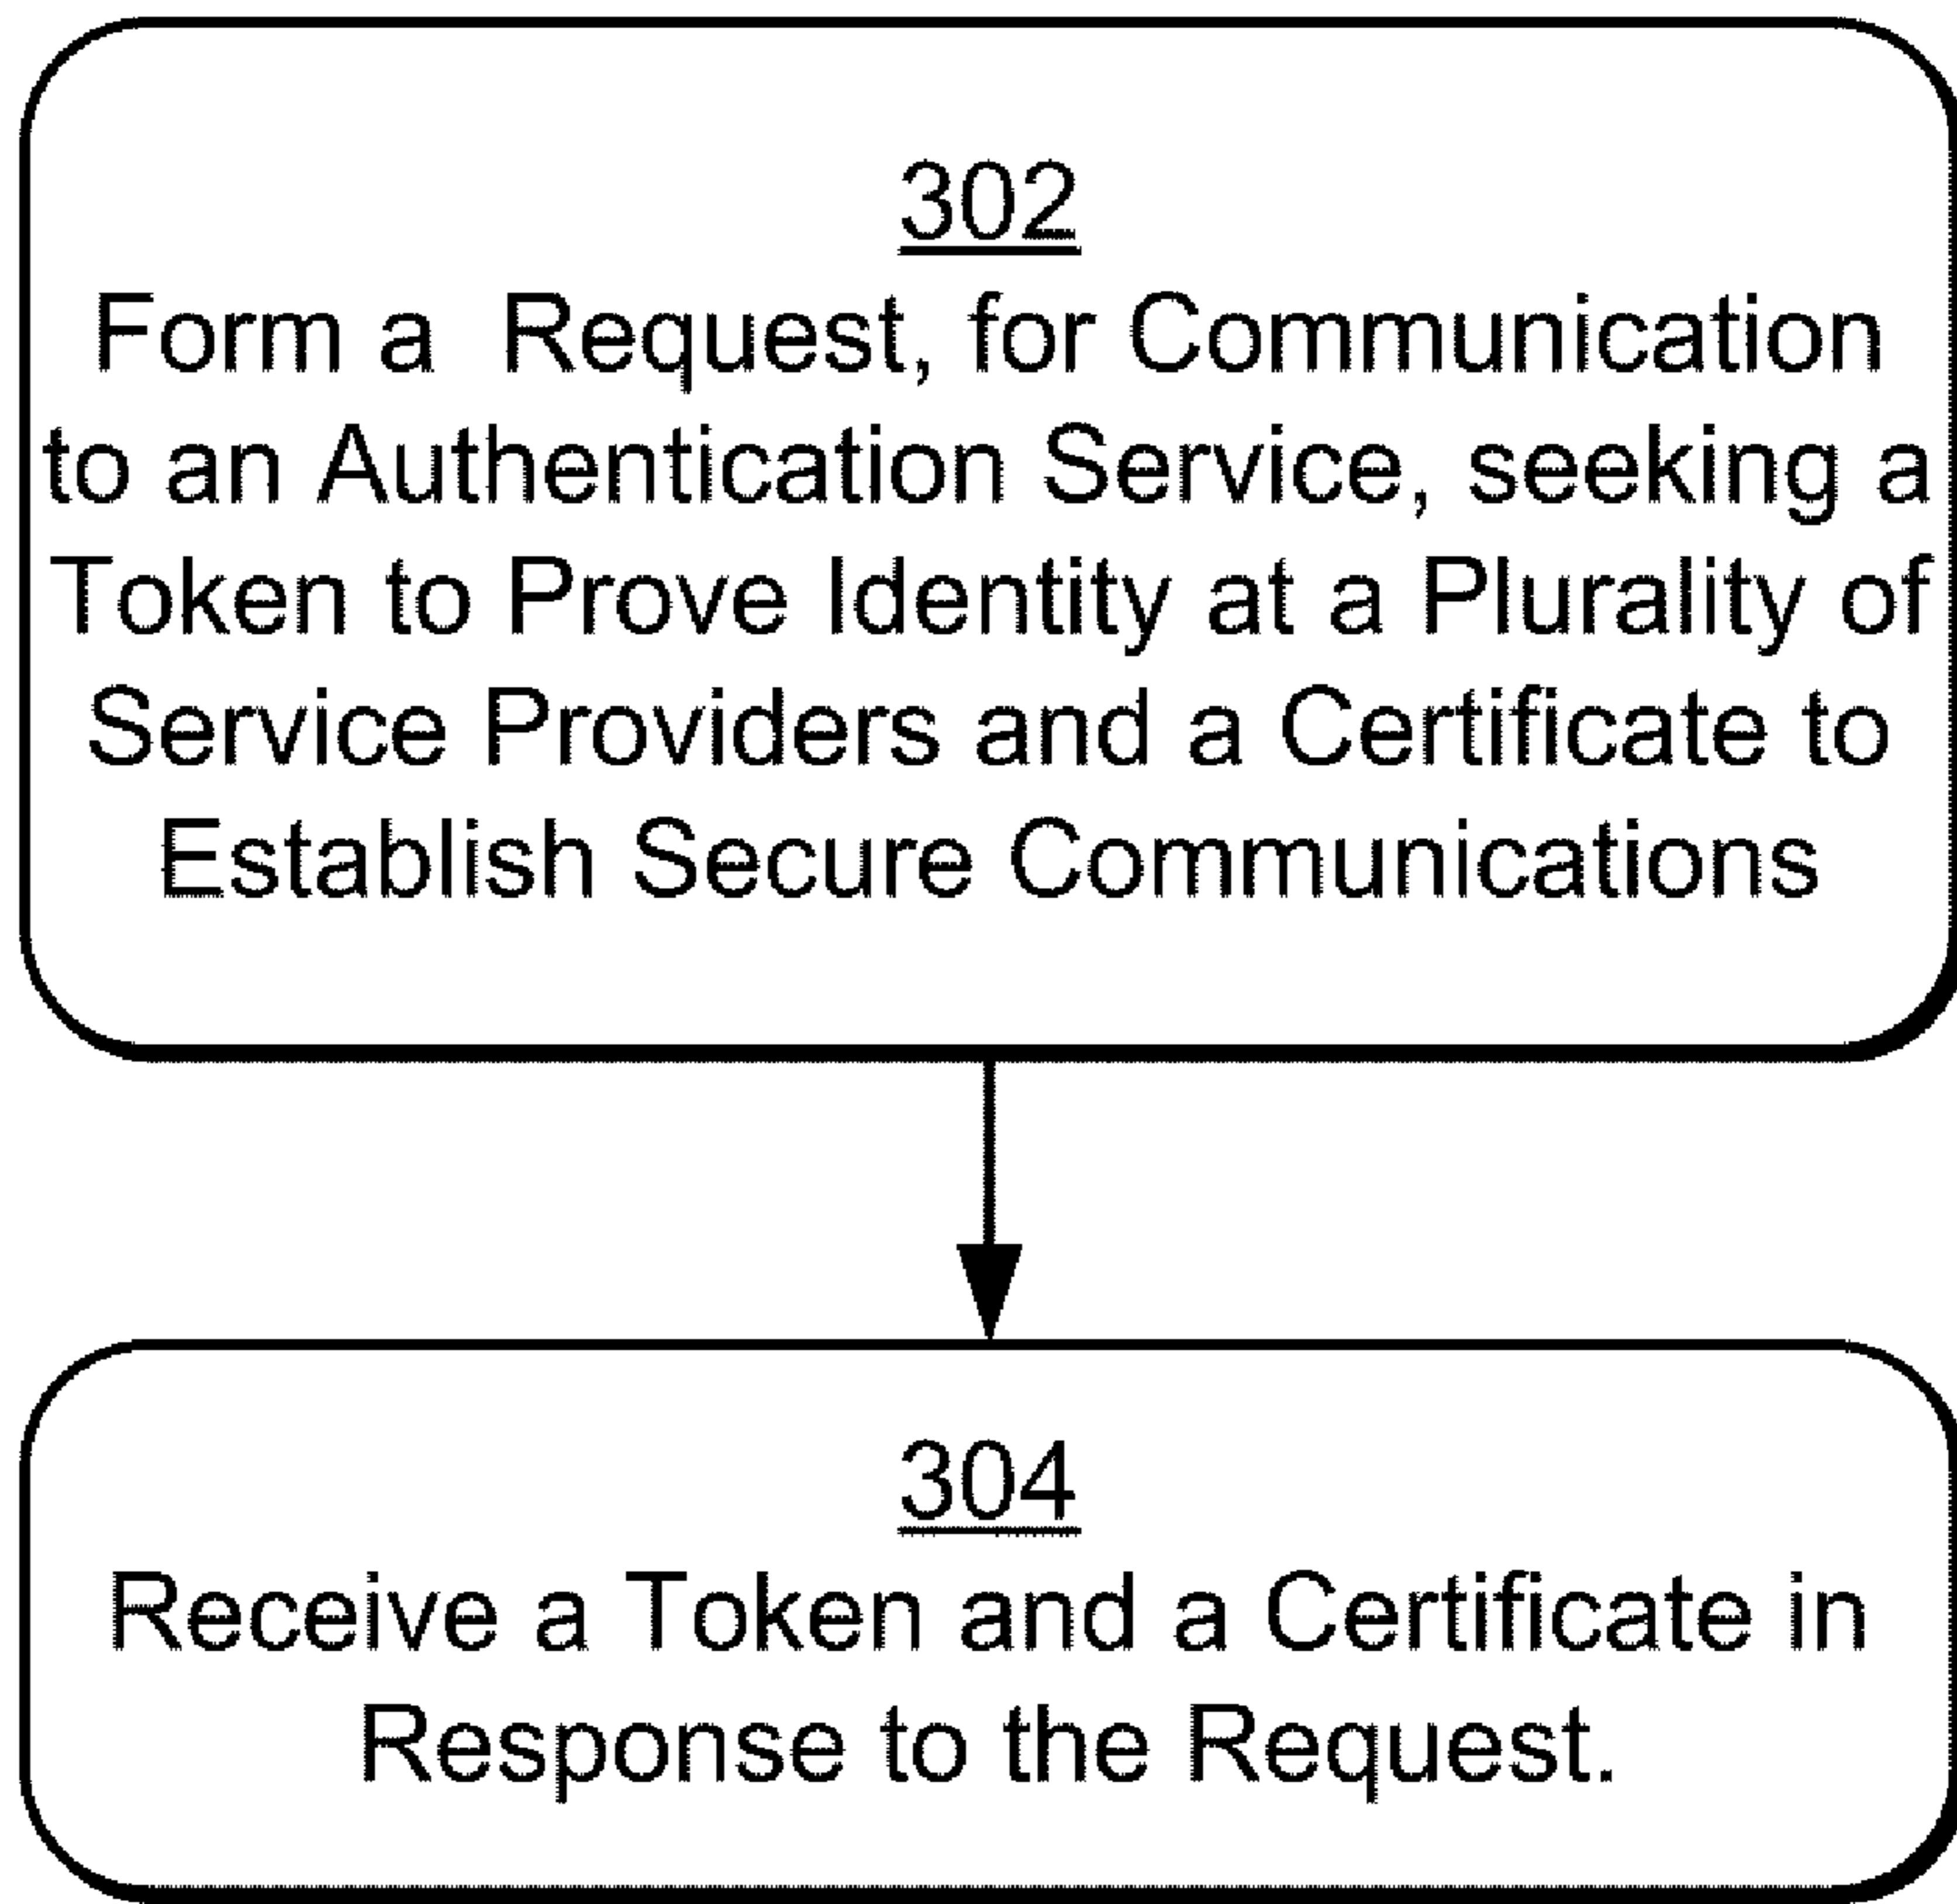 302
Form a Request, for Communication
to an Authentication Service, seeking a
Token to Prove Identity at a Plurality of
Service Providers and a Certificate to
Establish Secure Communications
304
Receive a Token and a Certificate in
Response to the Request.